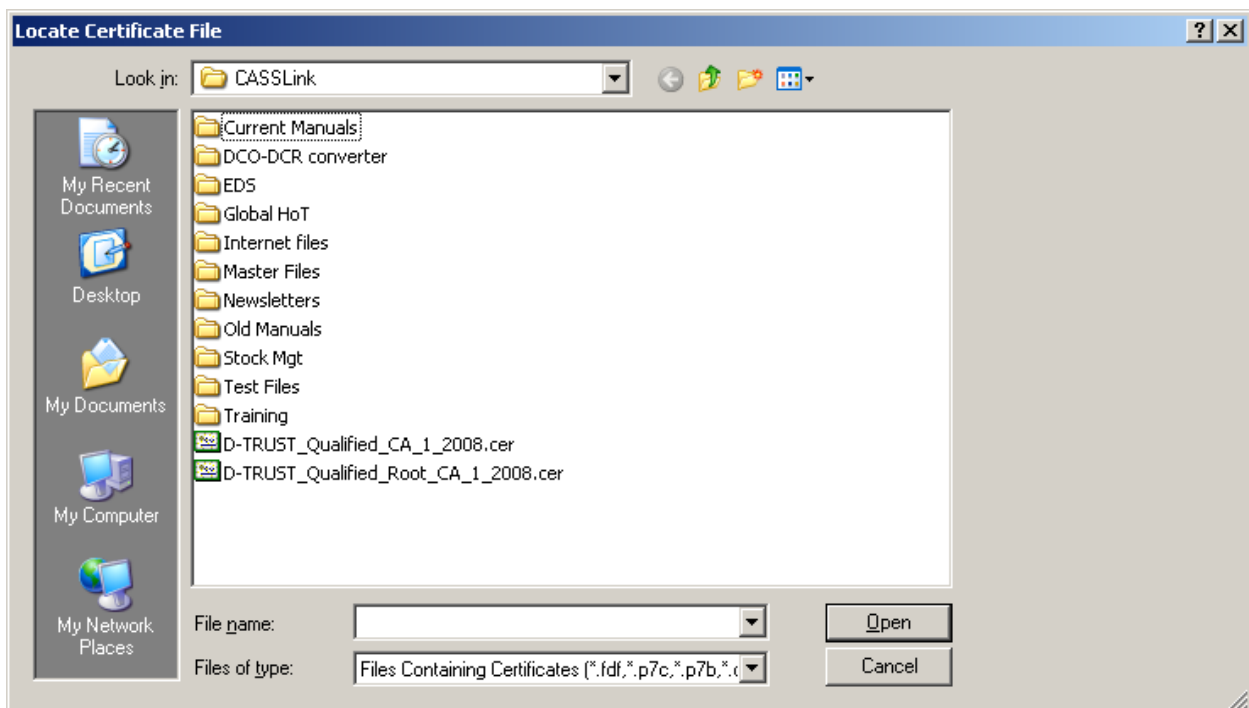 Locate Certificate File
Look in: CASSLink
My Recent
Documents
Desktop
My Documents
My Computer
My Network
Places
Current Manuals
DCO-DCR converter
EDS
Global HoT
Internet files
Master Files
Newsletters
Old Manuals
Stock Mgt
Test Files
Training
D-TRUST_Qualified_CA_1_2008.cer
D-TRUST_Qualified_Root_CA_1_2008.cer
File name:
Open
Files of type: Files Containing Certificates (*.fdf,*.p7c,*.p7b,*.
Cancel